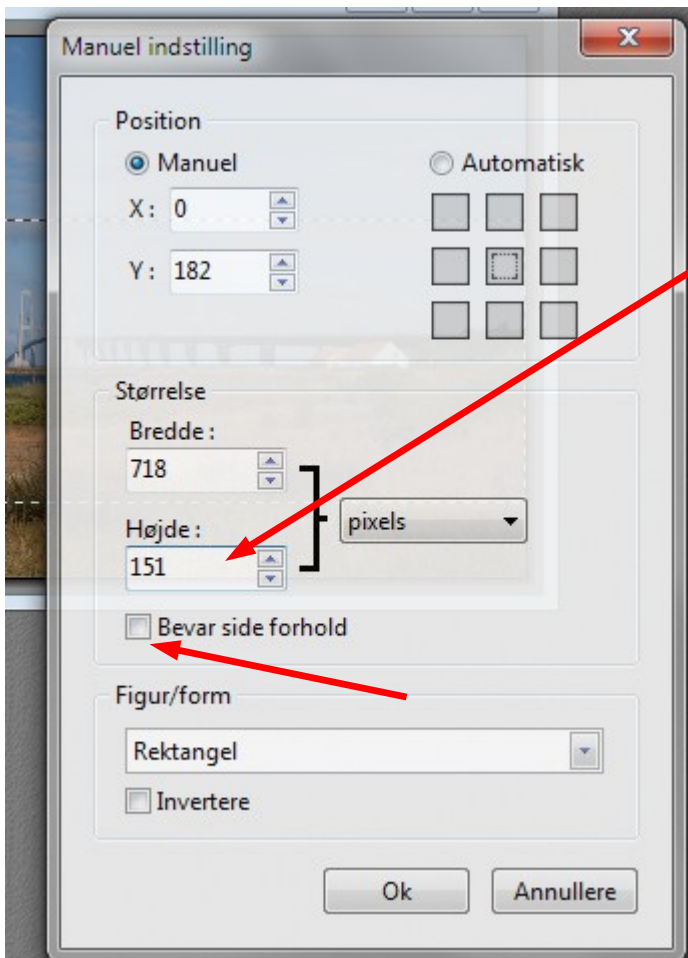 Manuel indstilling
Position
Manuel
Automatisk
X: 0
Y: 182
Størrelse
Bredde:
718
Højde:
151
pixels
Bevar side forhold
Figur/form
Rektangel
Invertere
Ok
Annullere